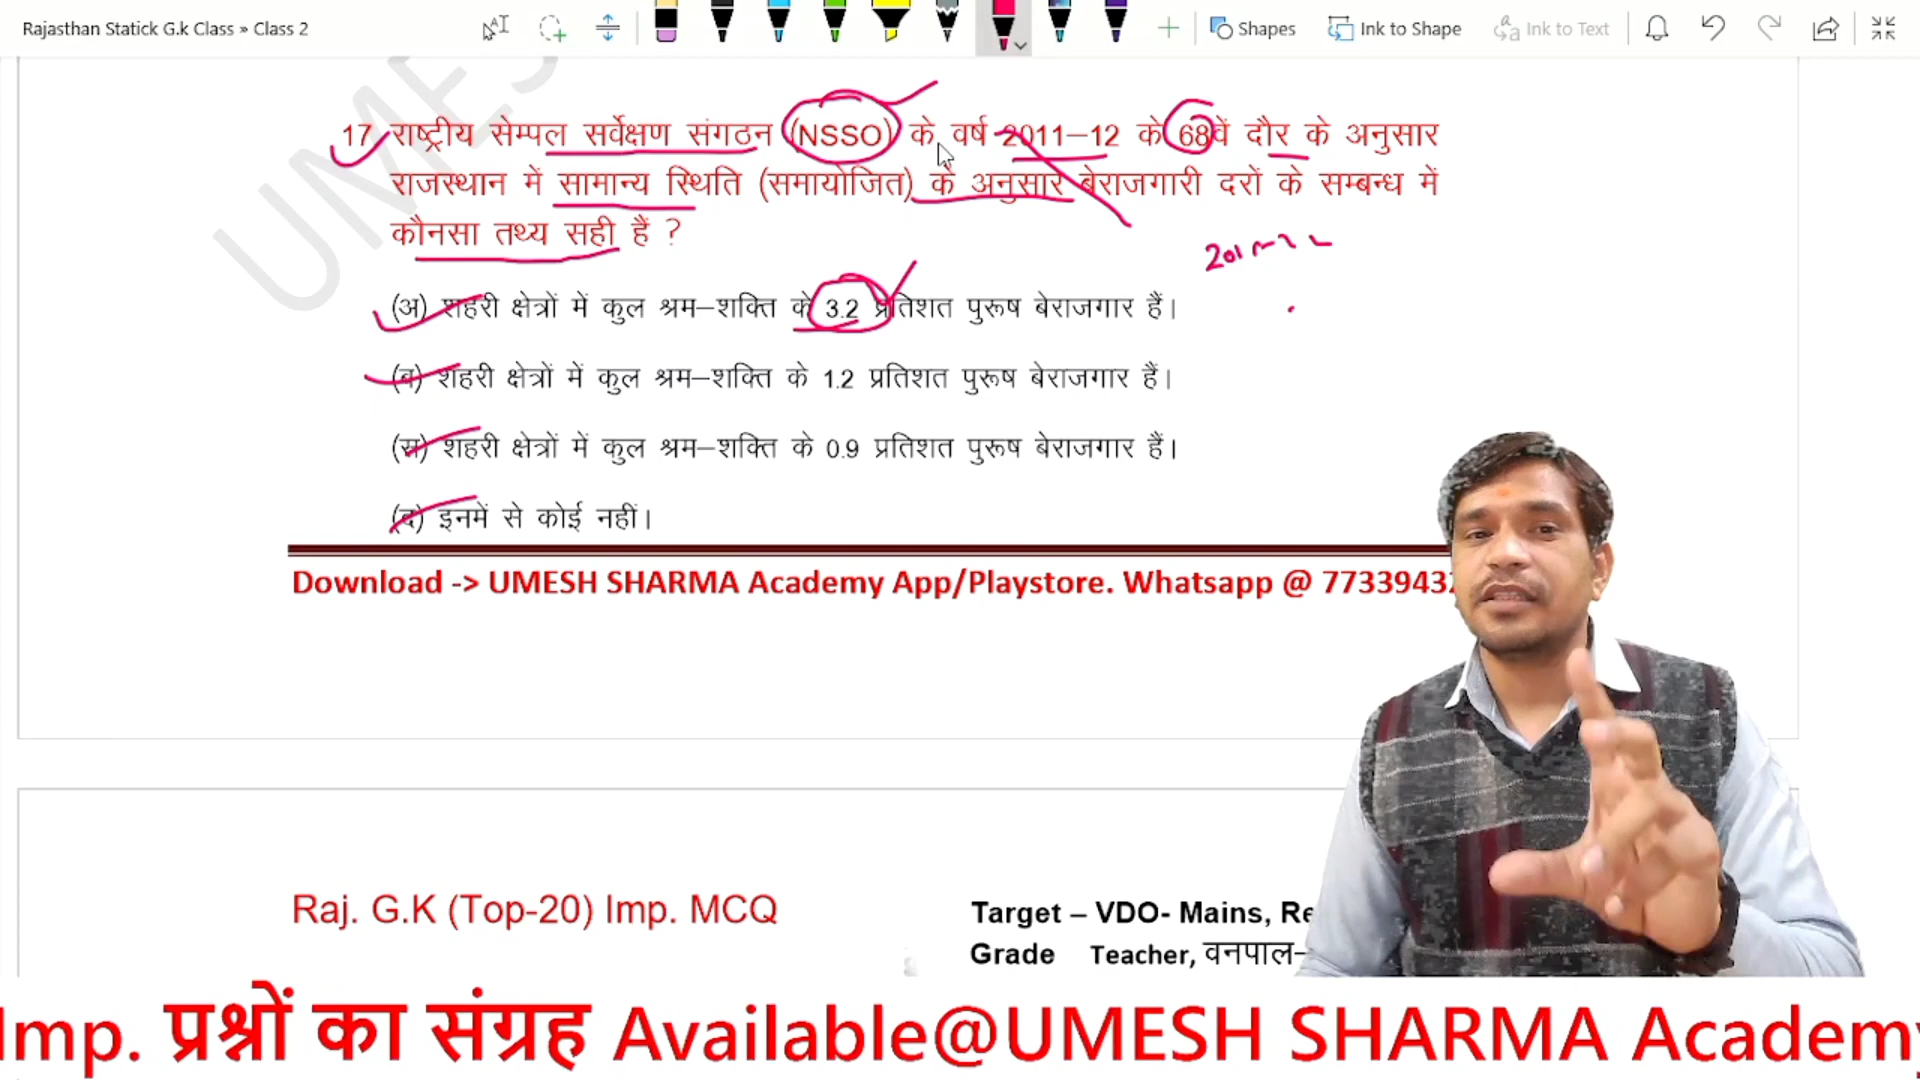 Rajasthan Statick G.k Class » Class 2
Shapes
Ink to Shape
Ink to Text
UMES
17 राष्ट्रीय सेम्पल सर्वेक्षण संगठन (NSSO) के वर्ष 2011–12 के 68वें दौर के अनुसार
राजस्थान में सामान्य स्थिति (समायोजित) के अनुसार बेराजगारी दरों के सम्बन्ध में
कौनसा तथ्य सही हैं ?
(अ) शहरी क्षेत्रों में कुल श्रम–शक्ति के 3.2 प्रतिशत पुरूष बेराजगार हैं।
(ब) शहरी क्षेत्रों में कुल श्रम–शक्ति के 1.2 प्रतिशत पुरूष बेराजगार हैं।
(स) शहरी क्षेत्रों में कुल श्रम–शक्ति के 0.9 प्रतिशत पुरूष बेराजगार हैं।
(द) इनमें से कोई नहीं।
Download -> UMESH SHARMA Academy App/Playstore. Whatsapp @ 7733943
Raj. G.K (Top-20) Imp. MCQ
Target – VDO- Mains, Re
Grade Teacher, वनपाल–
Imp. प्रश्नों का संग्रह Available@UMESH SHARMA Academy